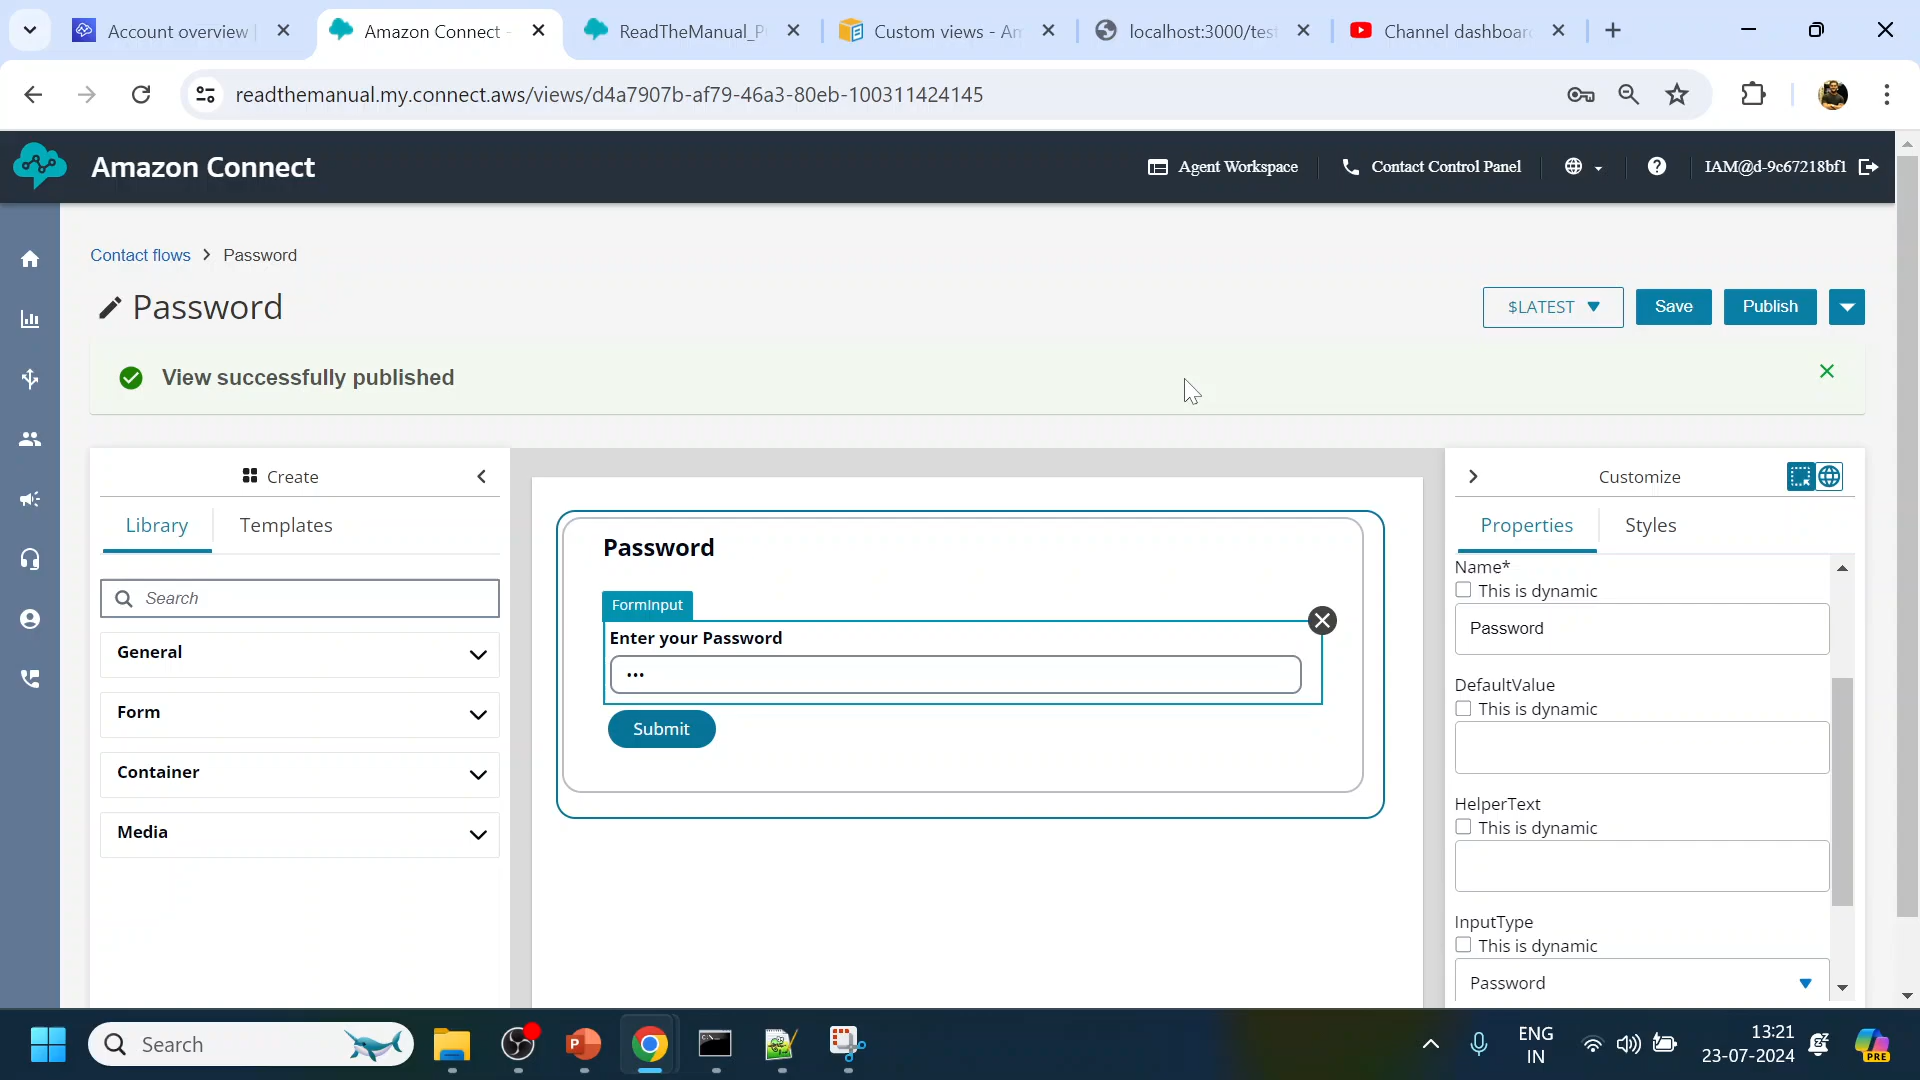 Account overview
Amazon Connect -
ReadTheManual_P
Custom views - Am
localhost:3000/test
Channel dashboard
readthemanual.my.connect.aws/views/d4a7907b-af79-46a3-80eb-100311424145
Amazon Connect
Agent Workspace
Contact Control Panel
IAM@d-9c67218bf1
Contact flows > Password
Password
$LATEST
Save
Publish
View successfully published
Create
Library
Templates
Search
General
Form
Container
Media
Password
FormInput
Enter your Password
•••
Submit
Customize
Properties
Styles
Name*
This is dynamic
Password
DefaultValue
This is dynamic
HelperText
This is dynamic
InputType
This is dynamic
Password
Search
ENG
IN
13:21
23-07-2024
PRE